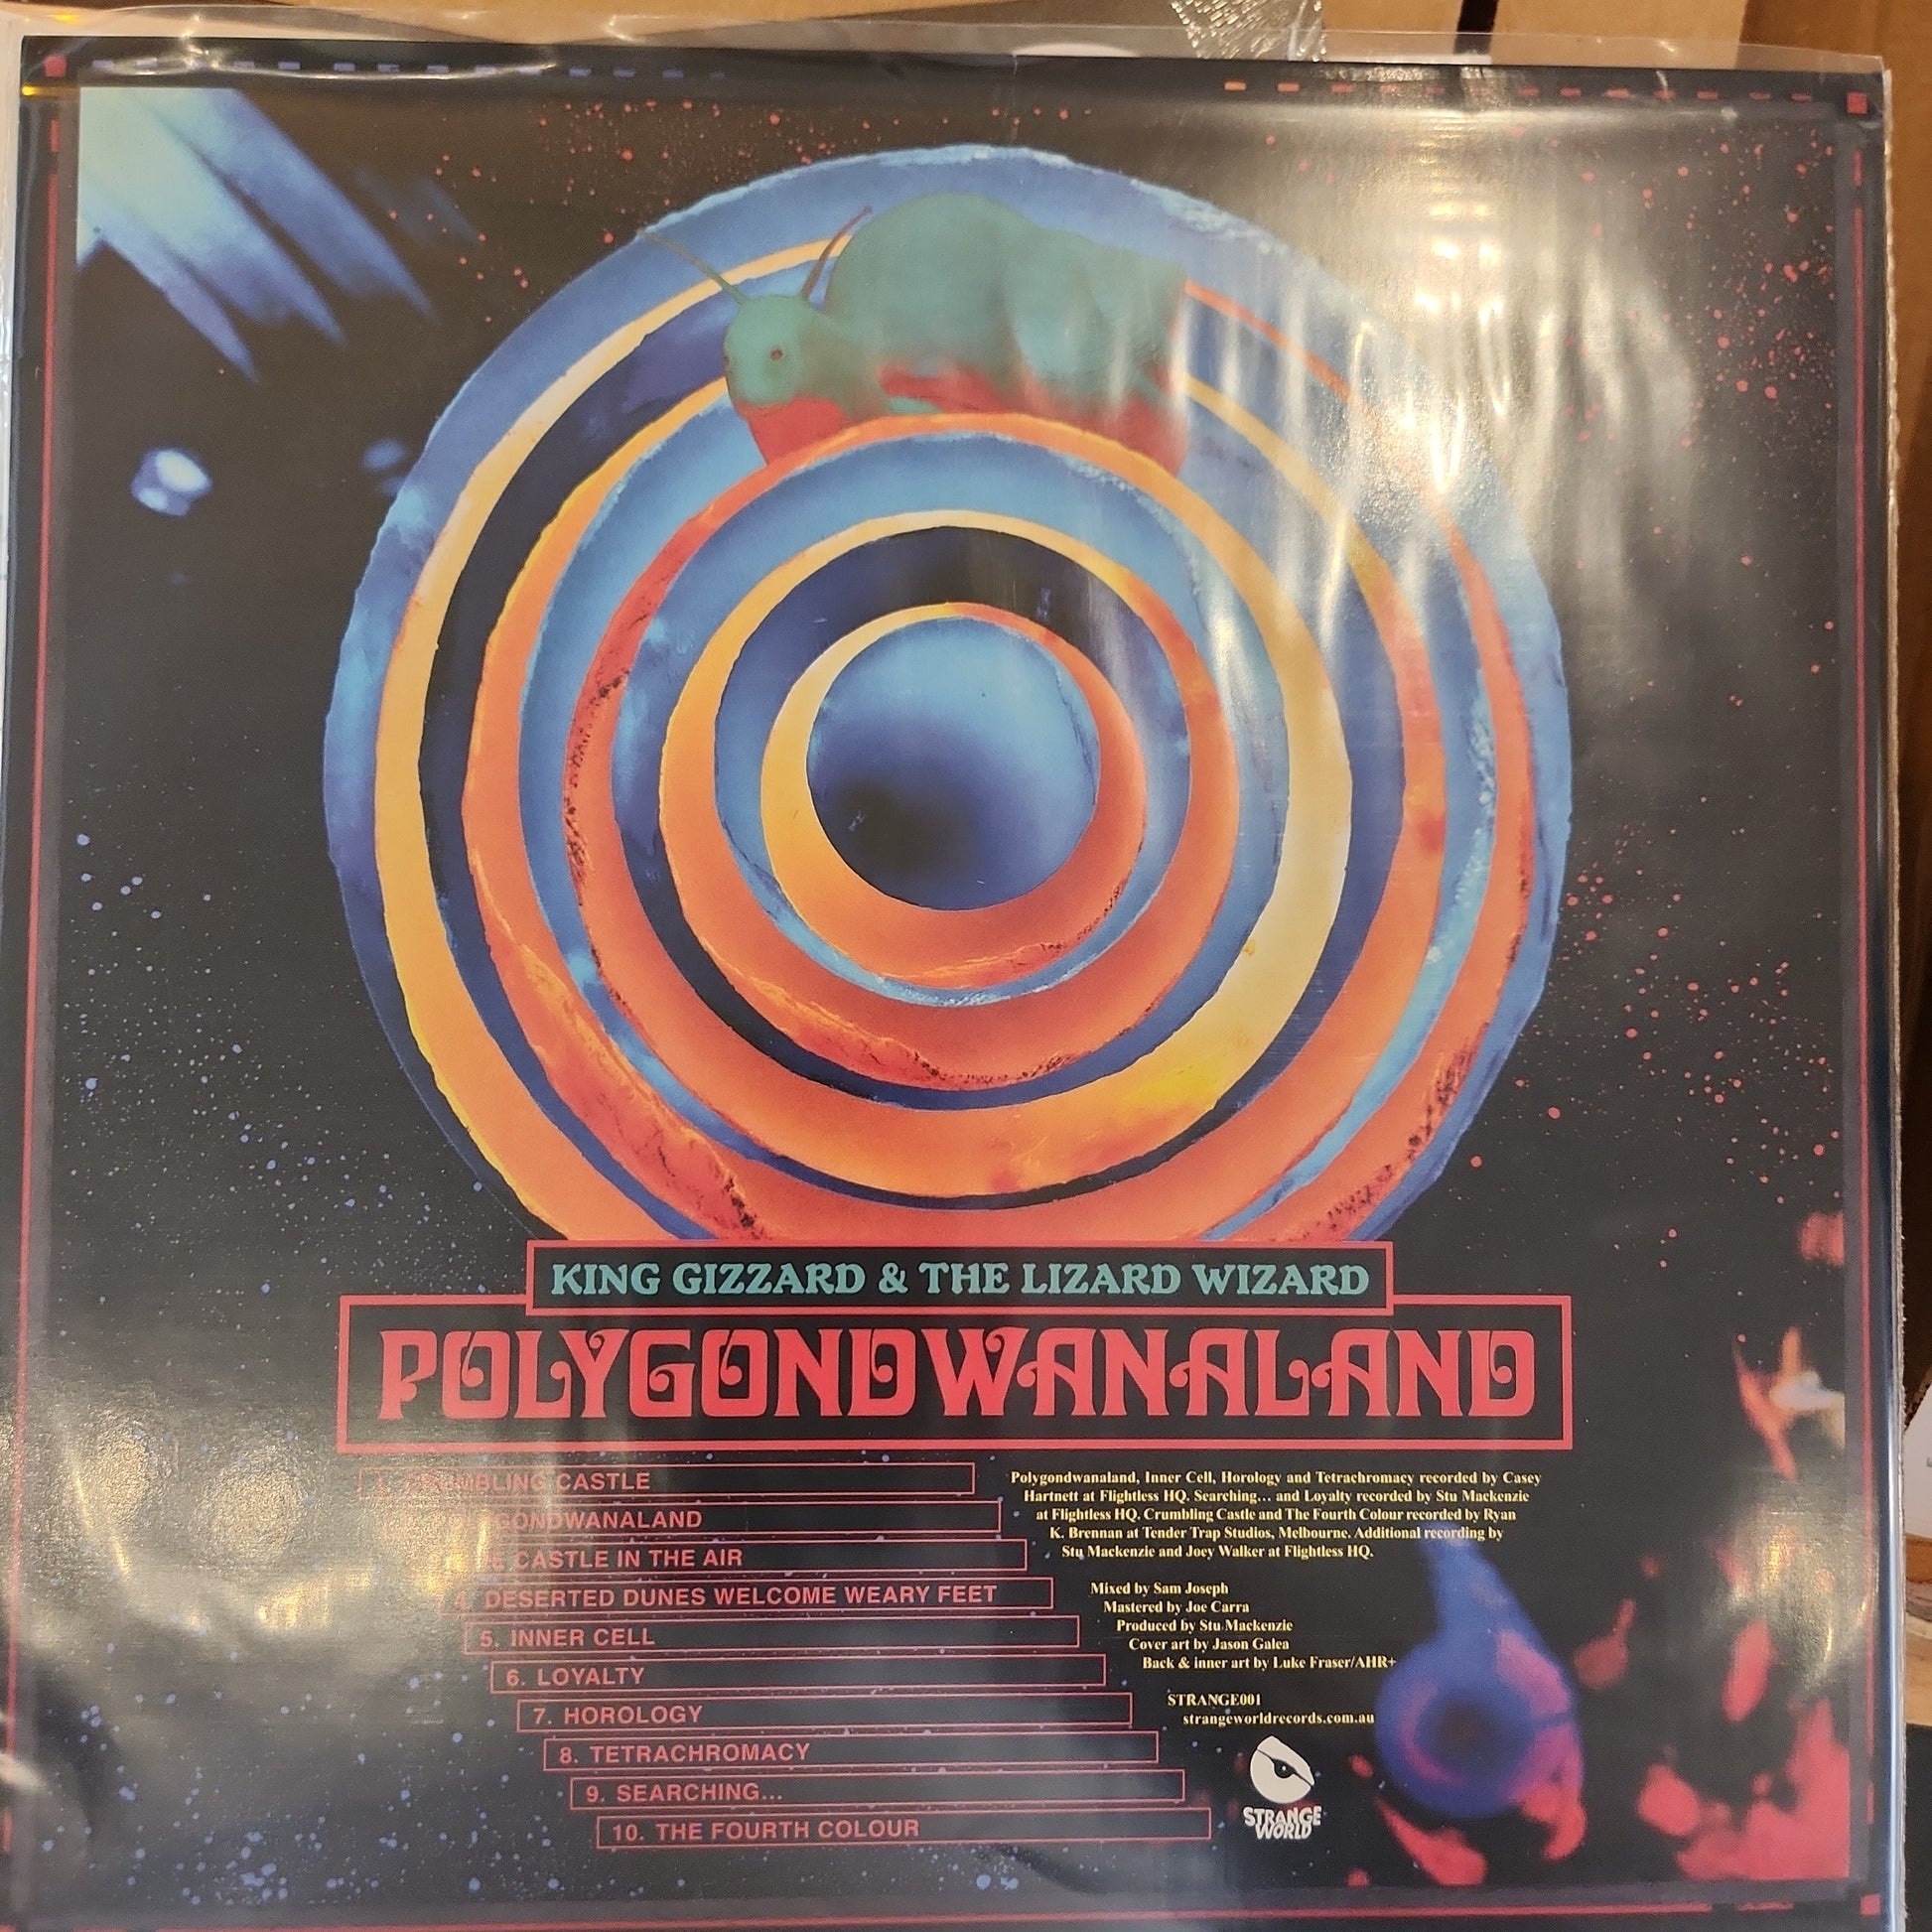 KING GIZZARD & THE LIZARD WIZARD
POLYGONDWANALAND
1. CRUMBLING CASTLE
POLYGONDWANALAND
CASTLE IN THE AIR
4. DESERTED DUNES WELCOME WEARY FEET
5. INNER CELL
6. LOYALTY
7. HOROLOGY
8. TETRACHROMACY
9. SEARCHING...
10. THE FOURTH COLOUR
Polygondwanaland, Inner Cell, Horology and Tetrachromacy recorded by Casey
Hartnett at Flightless HQ. Searching... and Loyalty recorded by Stu Mackenzie
at Flightless HQ. Crumbling Castle and The Fourth Colour recorded by Ryan
K. Brennan at Tender Trap Studios, Melbourne. Additional recording by
Stu Mackenzie and Joey Walker at Flightless HQ.
Mixed by Sam Joseph
Mastered by Joe Carra
Produced by Stu Mackenzie
Cover art by Jason Galea
Back & inner art by Luke Fraser/AHR+
STRANGE001
strangeworldrecords.com.au
STRANGE
WORLD